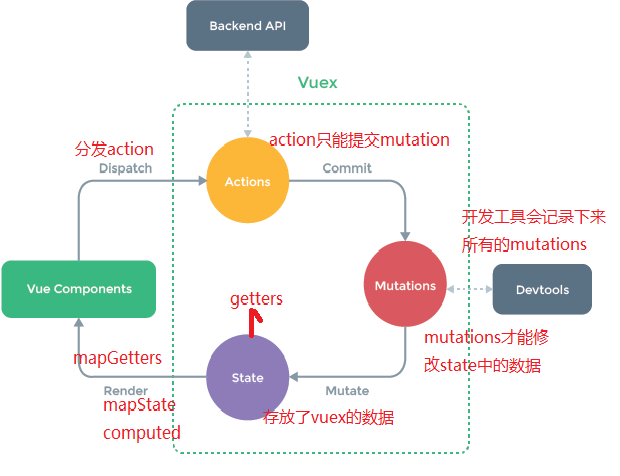 Backend API
Vuex
分发action
action只能提交mutation
Dispatch
Actions
Commit
开发工具会记录下来
所有的mutations
Vue Components
getters
Mutations
Devtools
mutations才能修
改state中的数据
mapGetters
State
Render
Mutate
mapState
存放了vuex的数据
computed